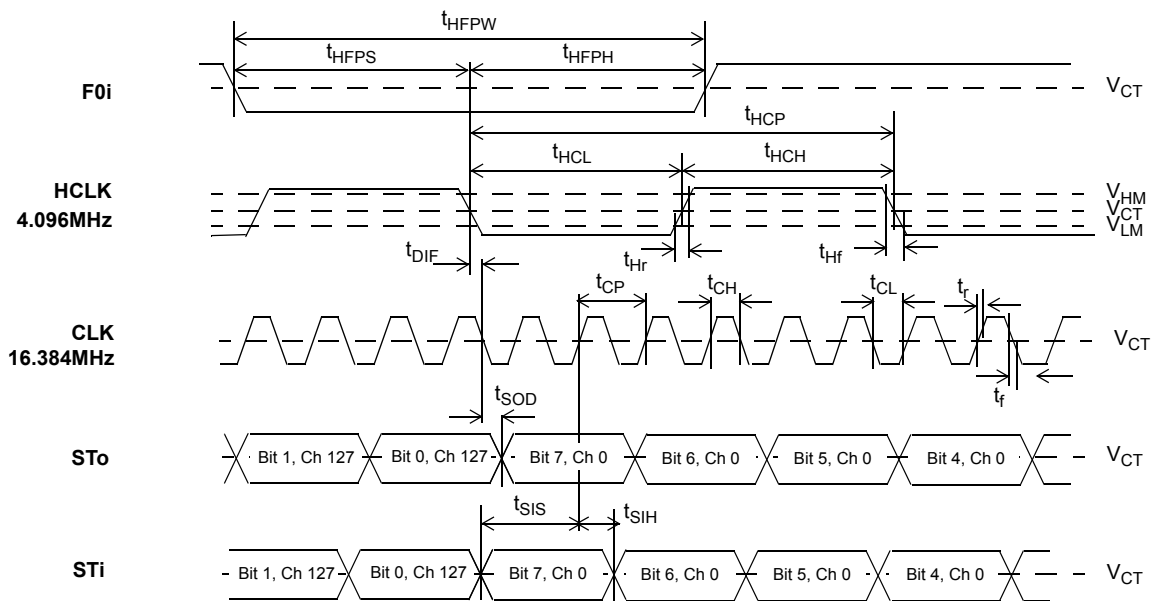 tHFPW
tHFPS tHFPH
F0i VCT
tHCP
tHCL tHCH
HCLK VHM
4.096MHz VCT
VLM
tDIF tHr tHf
tCP tCH tCL tr
CLK
16.384MHz VCT
tSOD tf
STo Bit 1, Ch 127 Bit 0, Ch 127 Bit 7, Ch 0 Bit 6, Ch 0 Bit 5, Ch 0 Bit 4, Ch 0 VCT
tSIS tSIH
STi Bit 1, Ch 127 Bit 0, Ch 127 Bit 7, Ch 0 Bit 6, Ch 0 Bit 5, Ch 0 Bit 4, Ch 0 VCT